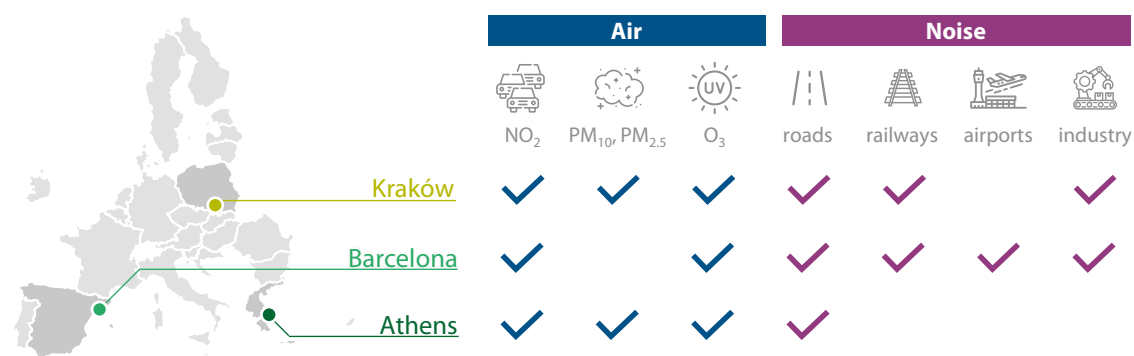 Air Noise
UV
NO₂ PM₁₀, PM₂.₅ O₃ roads railways airports industry
Kraków
Barcelona
Athens